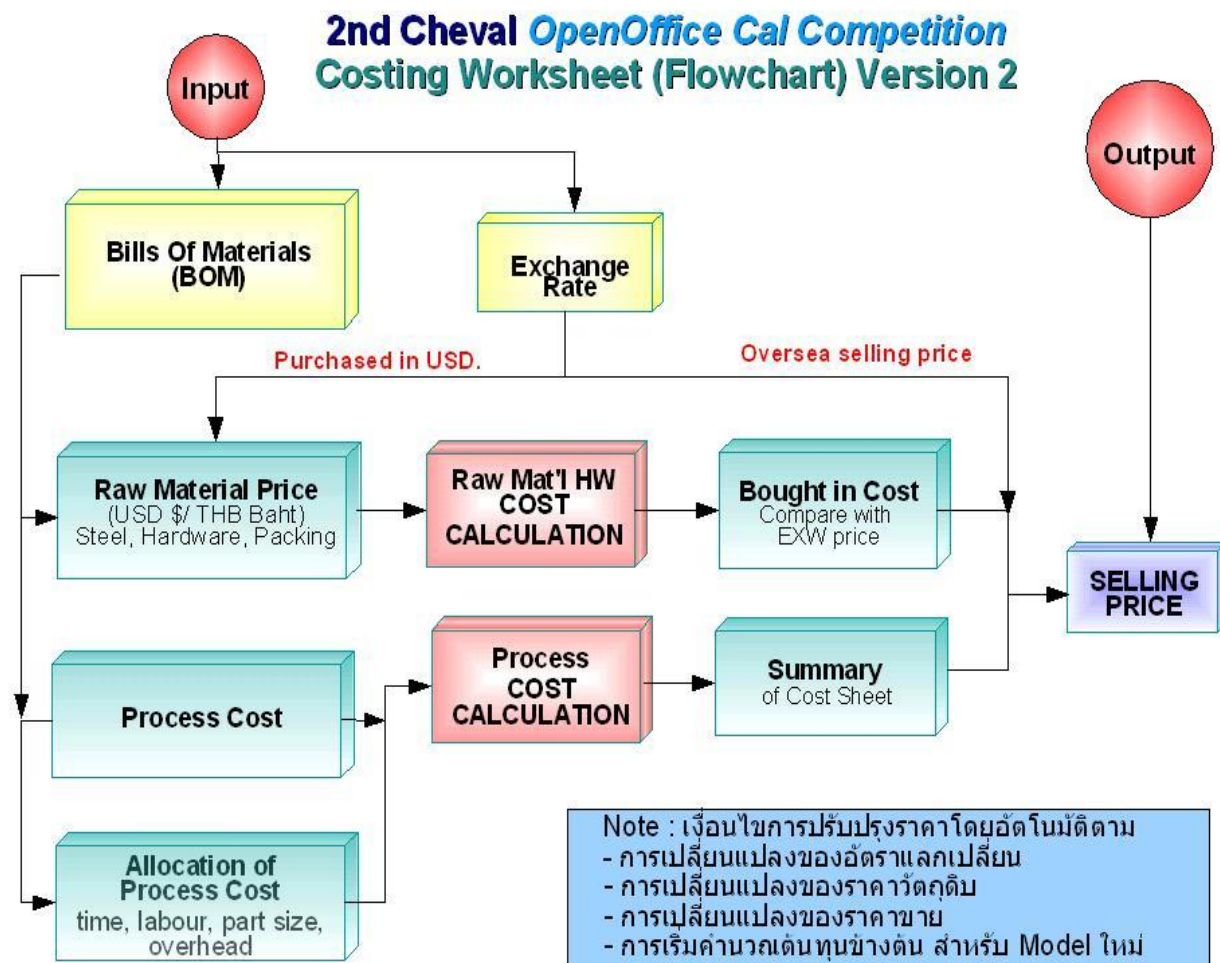 2nd Cheval OpenOffice Cal Competition
Costing Worksheet (Flowchart) Version 2
Input
Output
Bills Of Materials
(BOM)
Exchange
Rate
Purchased in USD.
Oversea selling price
Raw Material Price
(USD $/ THB Baht)
Steel, Hardware, Packing
Raw Mat'l HW
COST
CALCULATION
Bought in Cost
Compare with
EXW price
SELLING
PRICE
Process Cost
Process
COST
CALCULATION
Summary
of Cost Sheet
Allocation of
Process Cost
time, labour, part size,
overhead
Note : เงื่อนไขการปรับปรุงราคาโดยอัตโนมัติตาม
- การเปลี่ยนแปลงของอัตราแลกเปลี่ยน
- การเปลี่ยนแปลงของราคาวัตถุดิบ
- การเปลี่ยนแปลงของราคาขาย
- การเริ่มคำนวณต้นทุนข้างต้น สำหรับ Model ใหม่